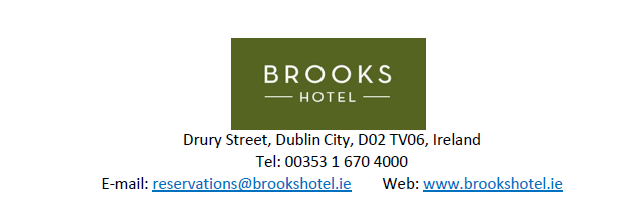 BROOKS
HOTEL
Drury Street, Dublin City, D02 TV06, Ireland
Tel: 00353 1 670 4000
E-mail: reservations@brookshotel.ie Web: www.brookshotel.ie